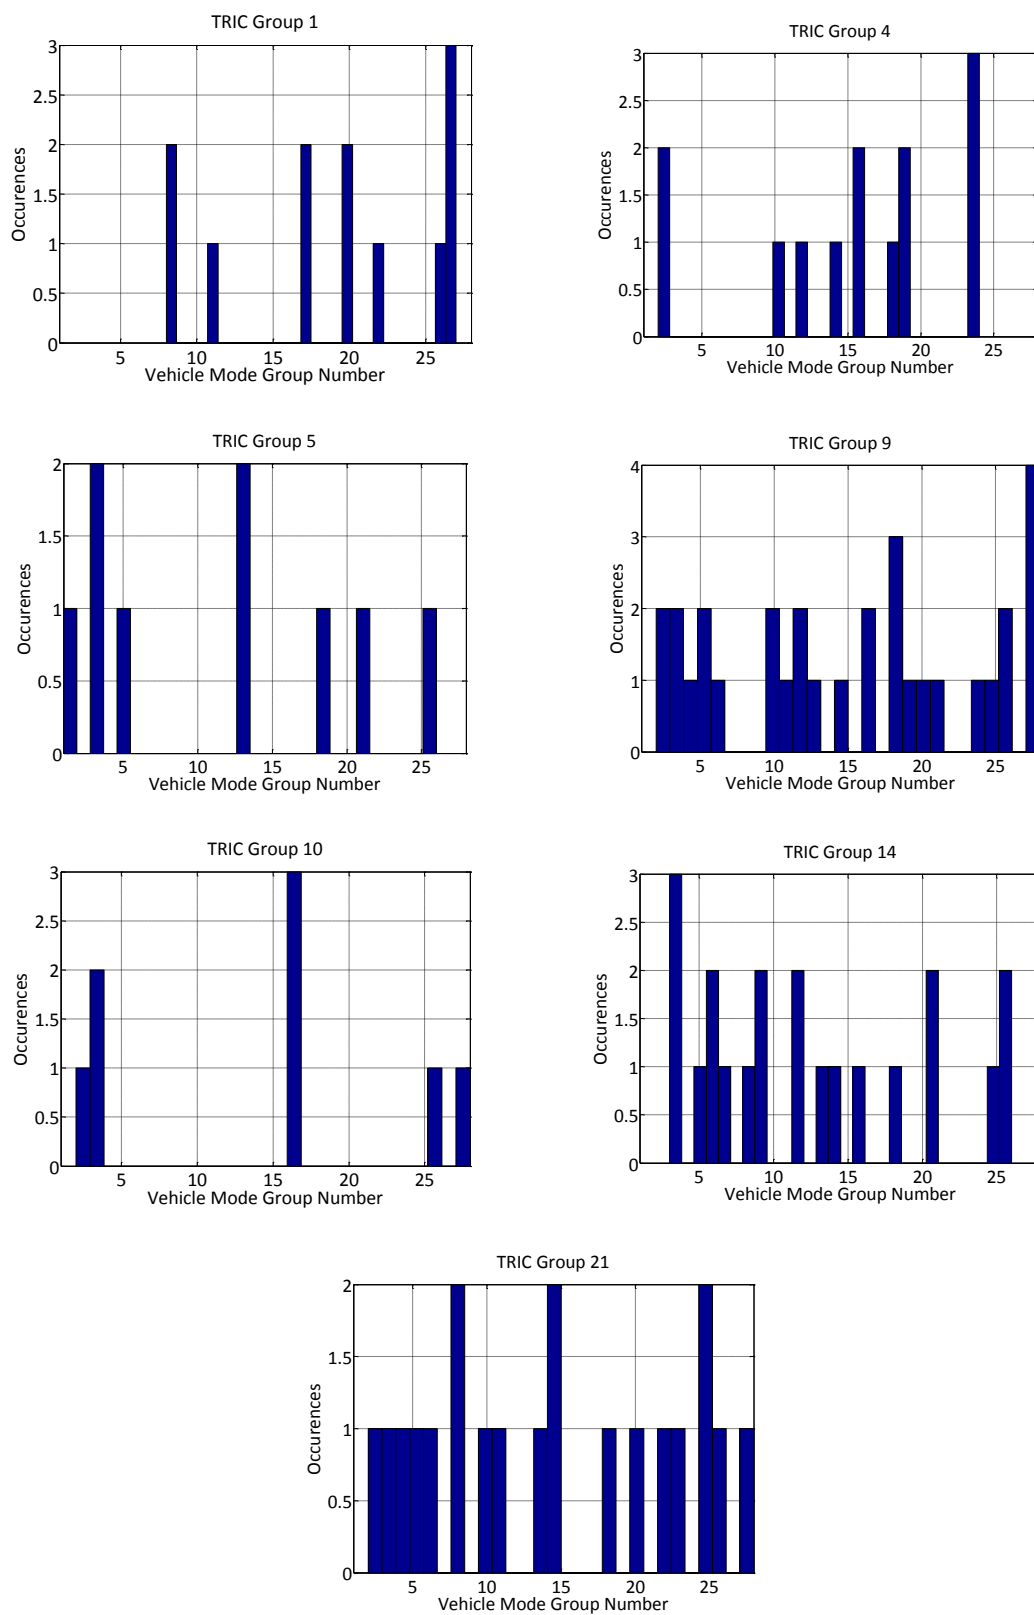 TRIC Group 1
3
2.5
2
1.5
1
0.5
0
Occurences
5 10 15 20 25
Vehicle Mode Group Number
TRIC Group 4
3
2.5
2
1.5
1
0.5
0
Occurences
5 10 15 20 25
Vehicle Mode Group Number
TRIC Group 5
2
1.5
1
0.5
0
Occurences
5 10 15 20 25
Vehicle Mode Group Number
TRIC Group 9
4
3
2
1
0
Occurences
5 10 15 20 25
Vehicle Mode Group Number
TRIC Group 10
3
2.5
2
1.5
1
0.5
0
Occurences
5 10 15 20 25
Vehicle Mode Group Number
TRIC Group 14
3
2.5
2
1.5
1
0.5
0
Occurences
5 10 15 20 25
Vehicle Mode Group Number
TRIC Group 21
2
1.5
1
0.5
0
Occurences
5 10 15 20 25
Vehicle Mode Group Number